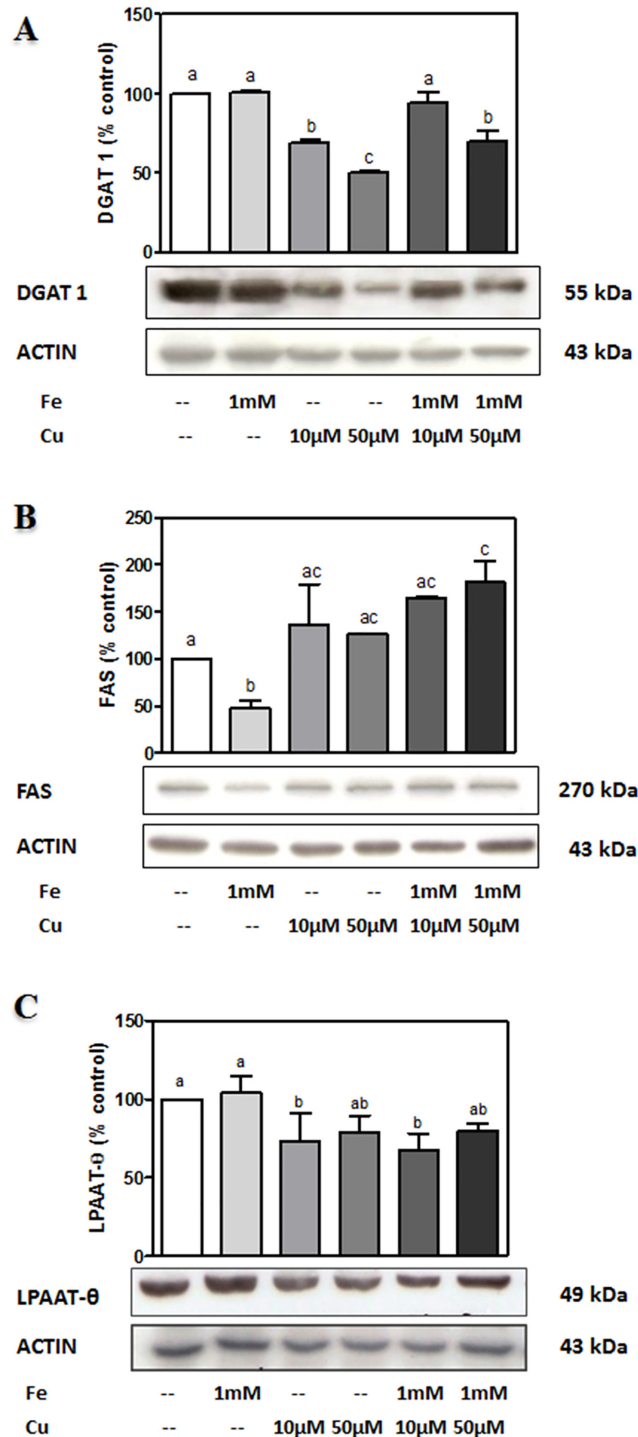 A
DGAT 1 (% control)
150
100
50
0
a a b c a b
DGAT 1 55 kDa
ACTIN 43 kDa
Fe -- 1mM -- -- 1mM 1mM
Cu -- -- 10µM 50µM 10µM 50µM
B
FAS (% control)
250
200
150
100
50
0
a b ac ac ac c
FAS 270 kDa
ACTIN 43 kDa
Fe -- 1mM -- -- 1mM 1mM
Cu -- -- 10µM 50µM 10µM 50µM
C
LPAAT-θ (% control)
150
100
50
0
a a b ab b ab
LPAAT-θ 49 kDa
ACTIN 43 kDa
Fe -- 1mM -- -- 1mM 1mM
Cu -- -- 10µM 50µM 10µM 50µM